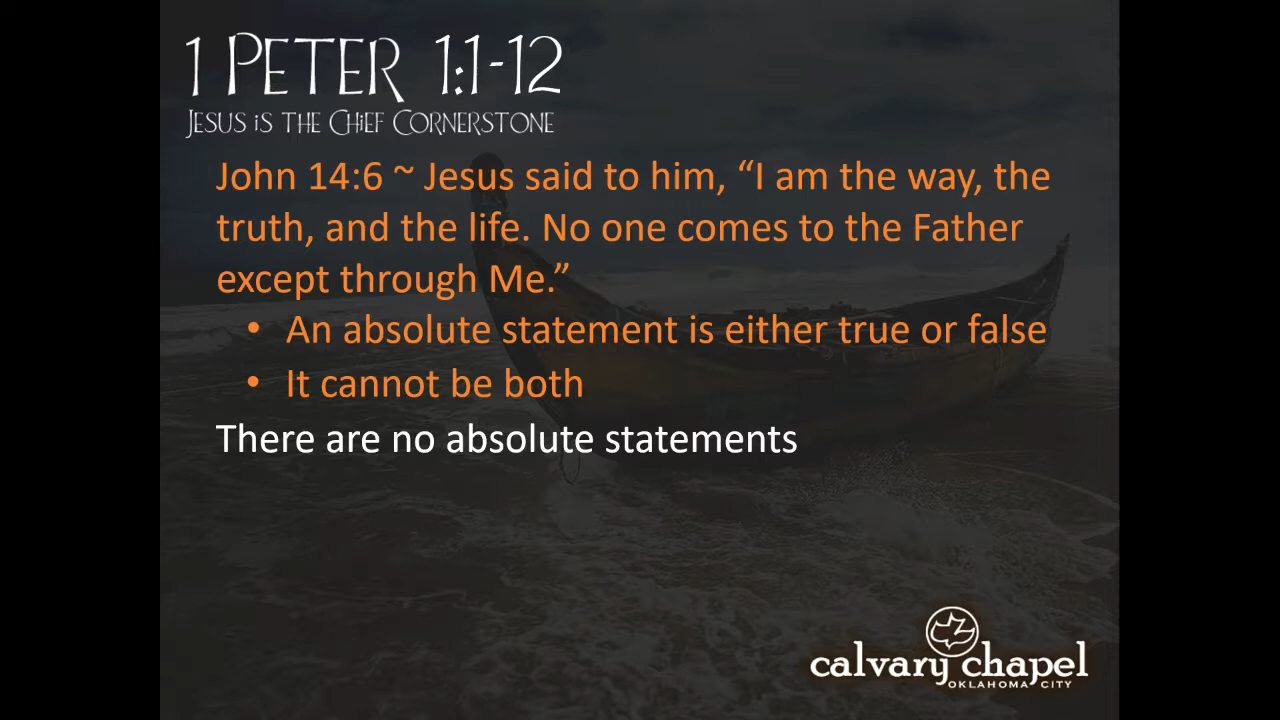 1 PETER 1:1-12
JESUS iS THE CHiEF CORNERSTONE
John 14:6 ~ Jesus said to him, “I am the way, the
truth, and the life. No one comes to the Father
except through Me.”
• An absolute statement is either true or false
• It cannot be both
There are no absolute statements
calvary chapel
OKLAHOMA CITY